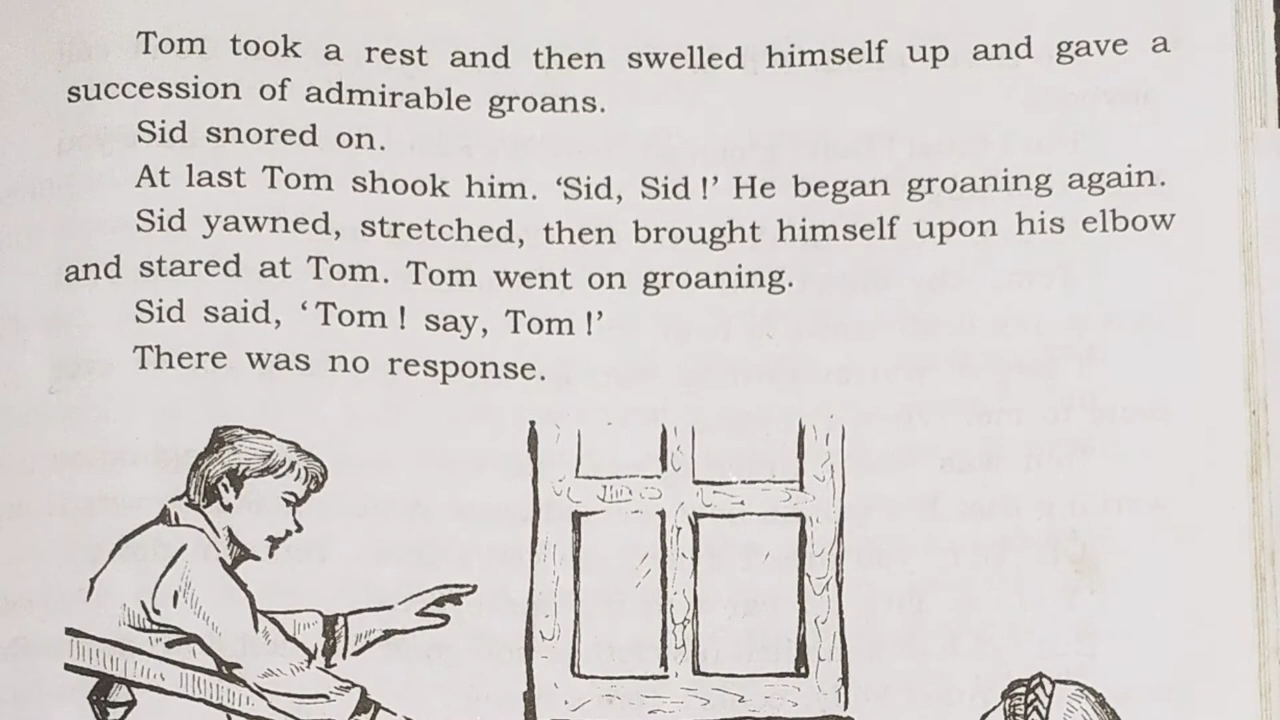 Tom took a rest and then swelled himself up and gave a
succession of admirable groans.
Sid snored on.
At last Tom shook him. ‘Sid, Sid !’ He began groaning again.
Sid yawned, stretched, then brought himself upon his elbow
and stared at Tom. Tom went on groaning.
Sid said, ‘Tom ! say, Tom !’
There was no response.